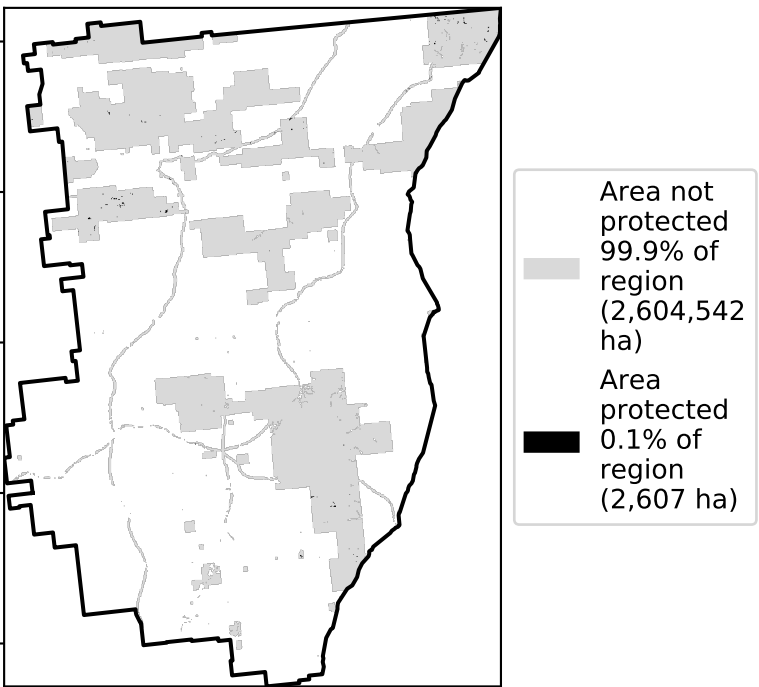 Area not
protected
99.9% of
region
(2,604,542
ha)
Area
protected
0.1% of
region
(2,607 ha)